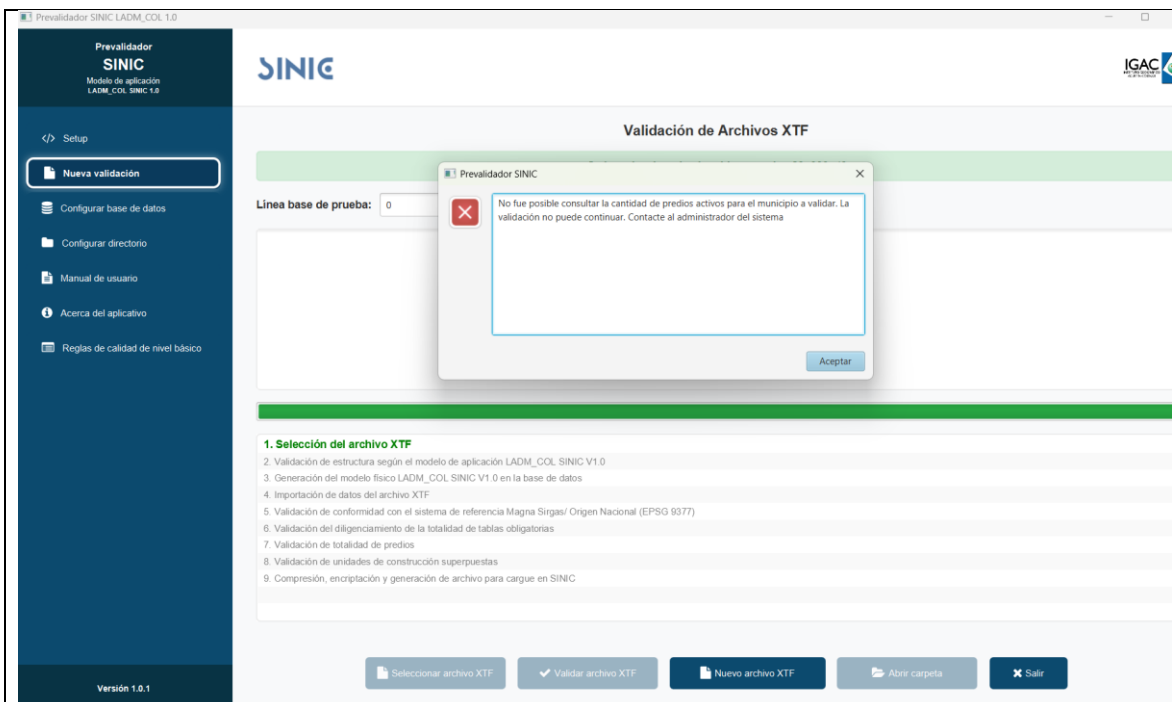 Prevalidador SINIC LADM_COL 1.0
Prevalidador
SINIC
Modelo de aplicación
LADM_COL SINIC 1.0
SINIC
IGAC
</> Setup
Nueva validación
Configurar base de datos
Configurar directorio
Manual de usuario
Acerca del aplicativo
Reglas de calidad de nivel básico
Versión 1.0.1
Validación de Archivos XTF
Linea base de prueba: 0
Prevalidador SINIC
No fue posible consultar la cantidad de predios activos para el municipio a validar. La
validación no puede continuar. Contacte al administrador del sistema
Aceptar
1. Selección del archivo XTF
2. Validación de estructura según el modelo de aplicación LADM_COL SINIC V1.0
3. Generación del modelo físico LADM_COL SINIC V1.0 en la base de datos
4. Importación de datos del archivo XTF
5. Validación de conformidad con el sistema de referencia Magna Sirgas/ Origen Nacional (EPSG 9377)
6. Validación del diligenciamiento de la totalidad de tablas obligatorias
7. Validación de totalidad de predios
8. Validación de unidades de construcción superpuestas
9. Compresión, encriptación y generación de archivo para cargue en SINIC
Seleccionar archivo XTF
Validar archivo XTF
Nuevo archivo XTF
Abrir carpeta
Salir